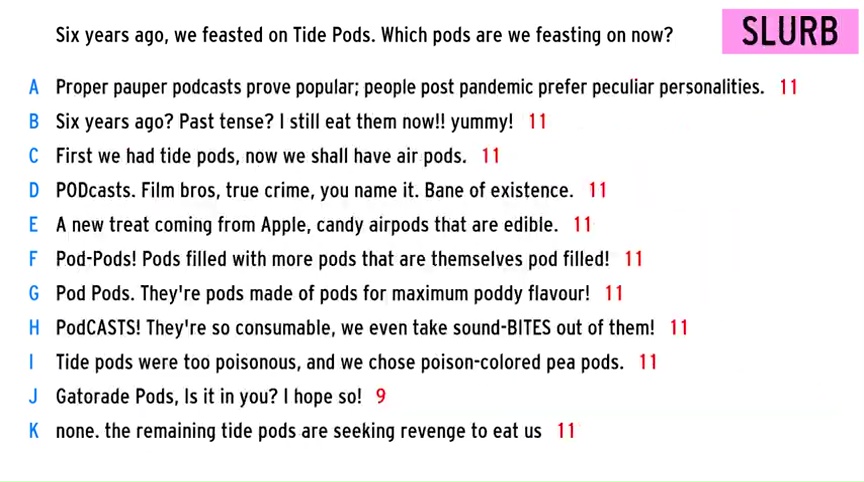 Six years ago, we feasted on Tide Pods. Which pods are we feasting on now?
SLURB
A Proper pauper podcasts prove popular; people post pandemic prefer peculiar personalities. 11
B Six years ago? Past tense? I still eat them now!! yummy! 11
C First we had tide pods, now we shall have air pods. 11
D PODcasts. Film bros, true crime, you name it. Bane of existence. 11
E A new treat coming from Apple, candy airpods that are edible. 11
F Pod-Pods! Pods filled with more pods that are themselves pod filled! 11
G Pod Pods. They're pods made of pods for maximum poddy flavour! 11
H PodCASTS! They're so consumable, we even take sound-BITES out of them! 11
I Tide pods were too poisonous, and we chose poison-colored pea pods. 11
J Gatorade Pods, Is it in you? I hope so! 9
K none. the remaining tide pods are seeking revenge to eat us 11